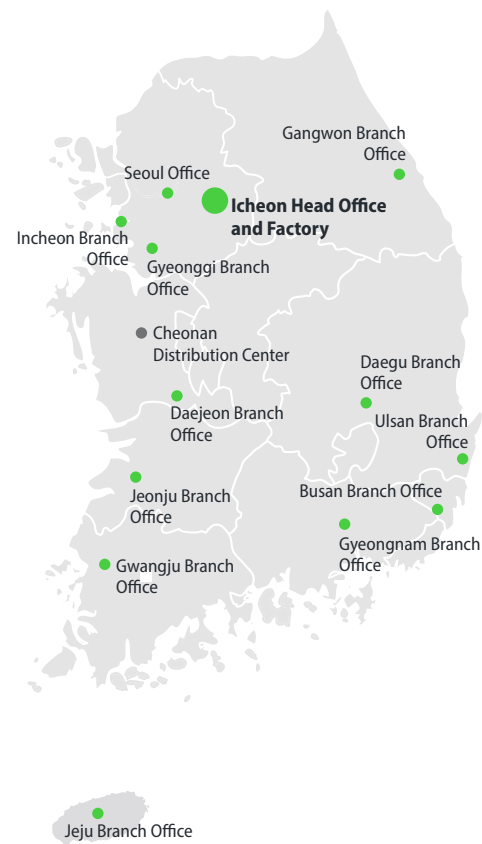 Gangwon Branch
Office
Seoul Office
Icheon Head Office
and Factory
Incheon Branch
Office
Gyeonggi Branch
Office
Cheonan
Distribution Center
Daegu Branch
Office
Daejeon Branch
Office
Ulsan Branch
Office
Busan Branch Office
Jeonju Branch
Office
Gyeongnam Branch
Office
Gwangju Branch
Office
Jeju Branch Office